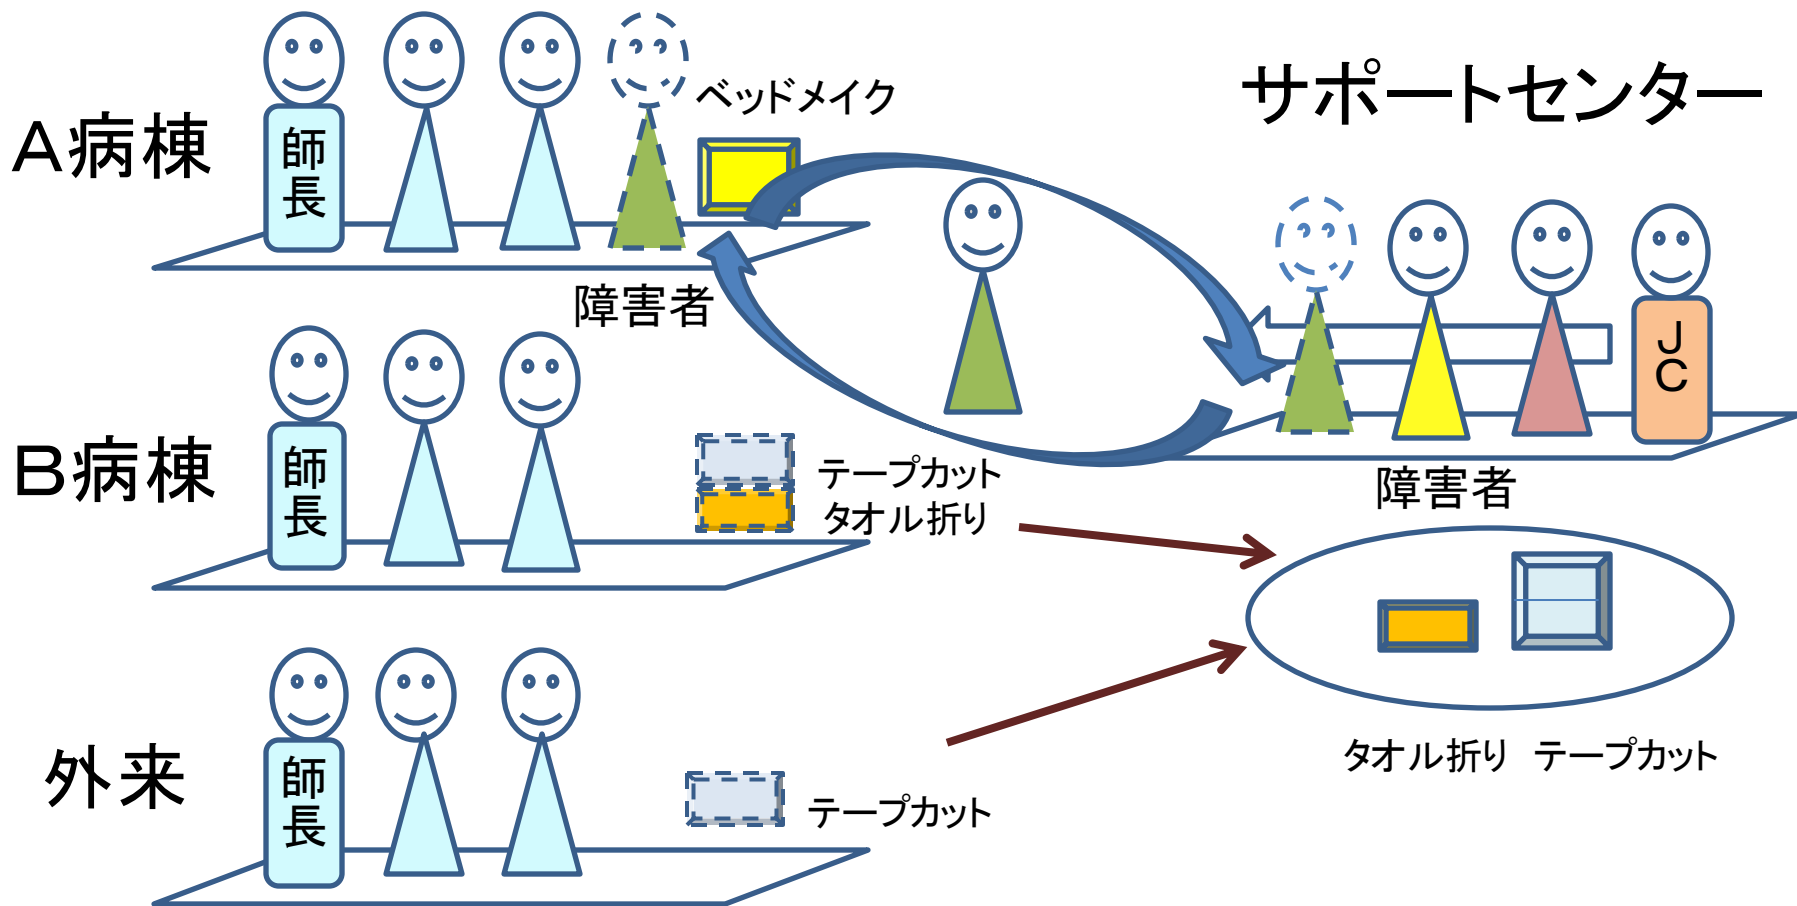 ベッドメイク
サポートセンター
A病棟
師長
障害者
JC
B病棟
師長
テープカット
タオル折り
障害者
外来
師長
テープカット
タオル折り テープカット